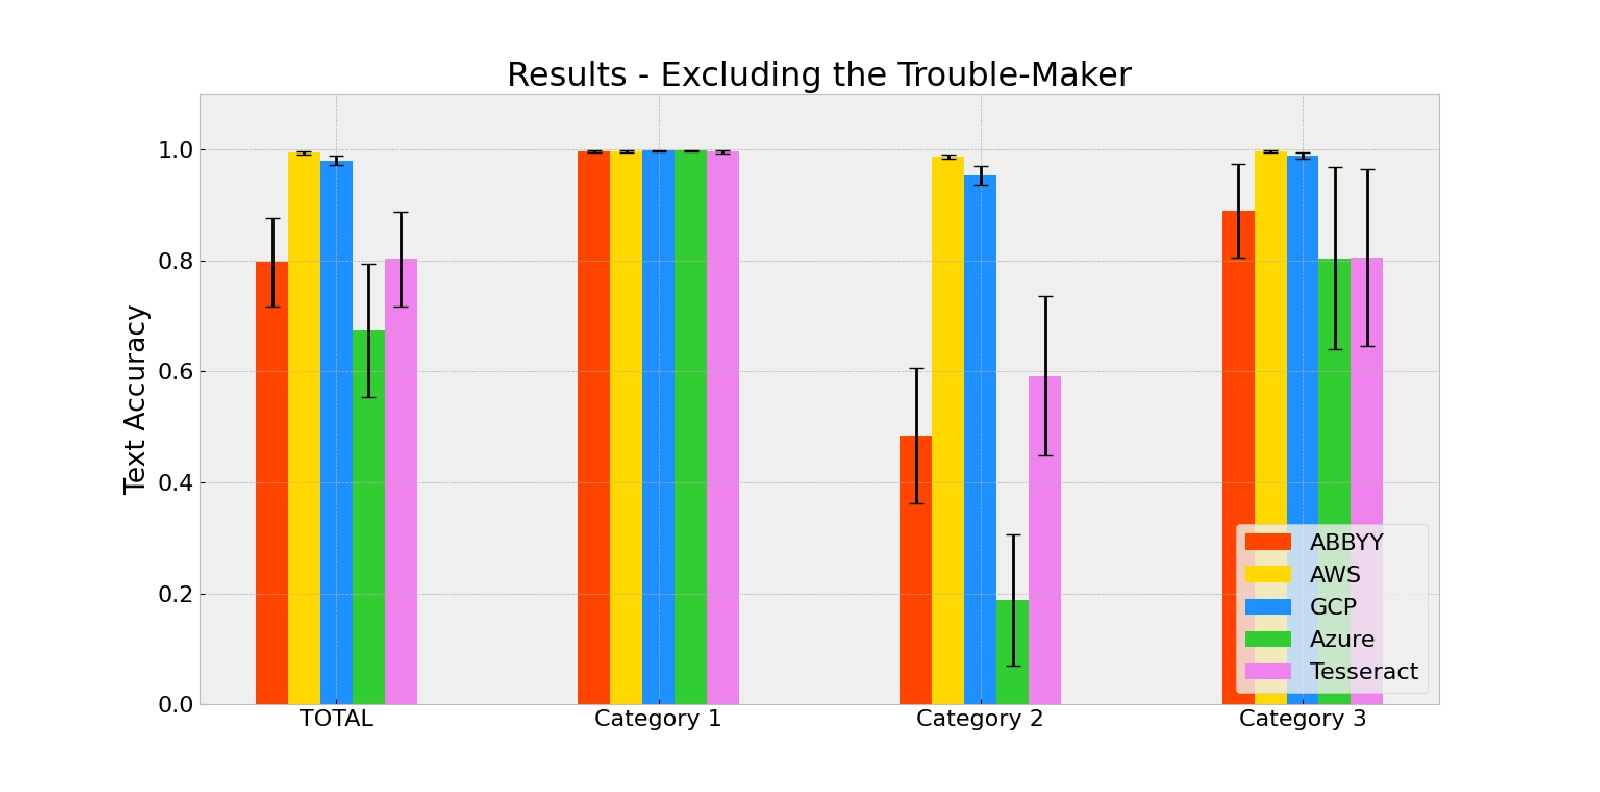 Results - Excluding the Trouble-Maker
Text Accuracy
1.0
0.8
0.6
0.4
0.2
0.0
TOTAL Category 1 Category 2 Category 3
ABBYY
AWS
GCP
Azure
Tesseract